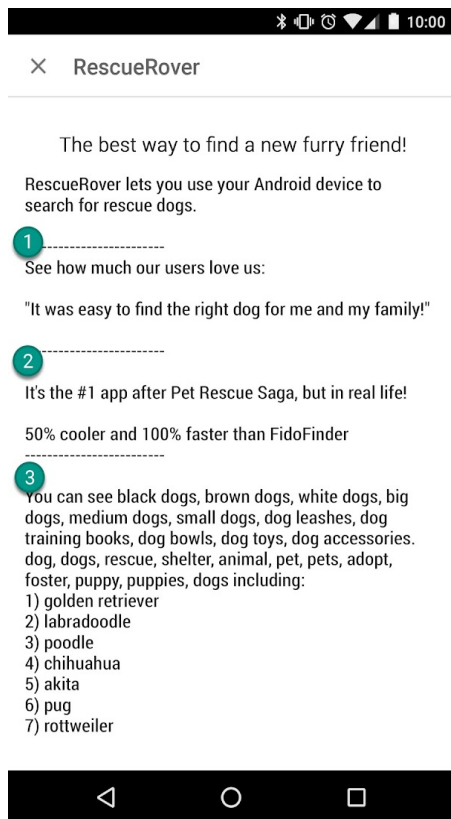 10:00
RescueRover
The best way to find a new furry friend!
RescueRover lets you use your Android device to
search for rescue dogs.
1
----------------------
See how much our users love us:
"It was easy to find the right dog for me and my family!"
----------------------
2
It's the #1 app after Pet Rescue Saga, but in real life!
50% cooler and 100% faster than FidoFinder
------------------------
3
You can see black dogs, brown dogs, white dogs, big
dogs, medium dogs, small dogs, dog leashes, dog
training books, dog bowls, dog toys, dog accessories.
dog, dogs, rescue, shelter, animal, pet, pets, adopt,
foster, puppy, puppies, dogs including:
1) golden retriever
2) labradoodle
3) poodle
4) chihuahua
5) akita
6) pug
7) rottweiler